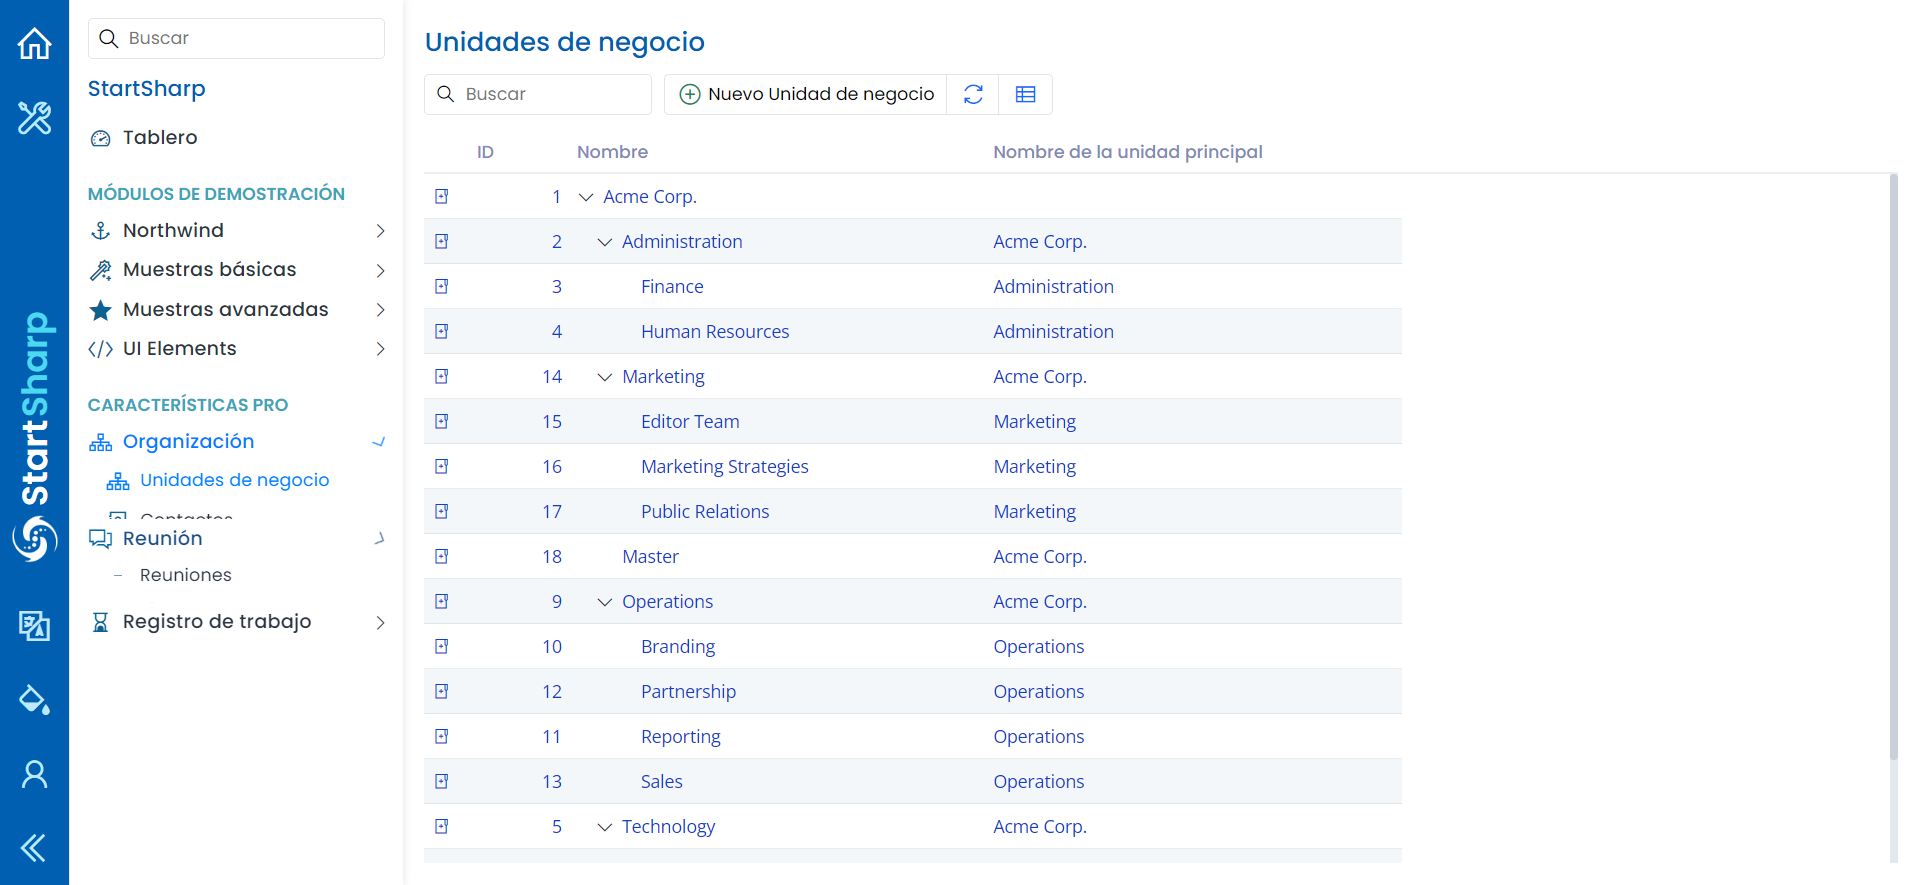 StartSharp
Buscar
StartSharp
Tablero
MÓDULOS DE DEMOSTRACIÓN
Northwind
Muestras básicas
Muestras avanzadas
UI Elements
CARACTERÍSTICAS PRO
Organización
Unidades de negocio
Contactos
Reunión
Reuniones
Registro de trabajo
Unidades de negocio
Buscar
Nuevo Unidad de negocio
ID Nombre Nombre de la unidad principal
1 Acme Corp.
2 Administration Acme Corp.
3 Finance Administration
4 Human Resources Administration
14 Marketing Acme Corp.
15 Editor Team Marketing
16 Marketing Strategies Marketing
17 Public Relations Marketing
18 Master Acme Corp.
9 Operations Acme Corp.
10 Branding Operations
12 Partnership Operations
11 Reporting Operations
13 Sales Operations
5 Technology Acme Corp.